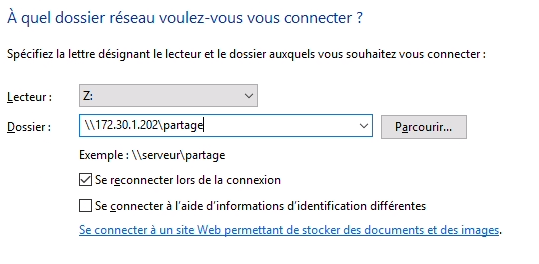 À quel dossier réseau voulez-vous vous connecter ?
Spécifiez la lettre désignant le lecteur et le dossier auxquels vous souhaitez vous connecter :
Lecteur : Z:
Dossier : \\172.30.1.202\partage Parcourir...
Exemple : \\serveur\partage
Se reconnecter lors de la connexion
Se connecter à l'aide d'informations d'identification différentes
Se connecter à un site Web permettant de stocker des documents et des images.